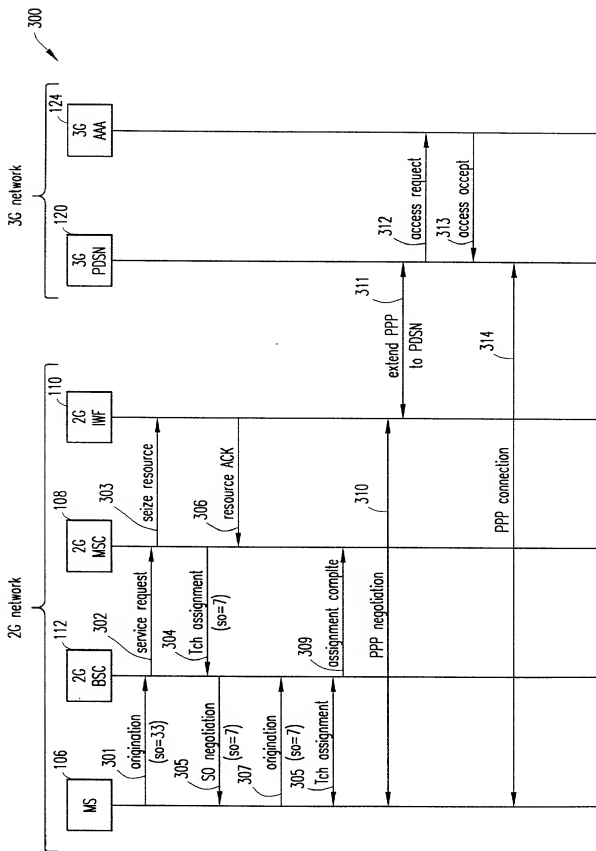 300
2G network
3G network
106
112
108
110
120
124
MS
2G
BSC
2G
MSC
2G
IWF
3G
PDSN
3G
AAA
301
origination
(so=33)
302
service request
303
seize resource
304
Tch assignment
(so=7)
305
SO negotiation
(so=7)
306
resource ACK
307
origination
(so=7)
305
Tch assignment
309
assignment complte
310
PPP negotiation
311
extend PPP
to PDSN
312
access requect
313
access accept
314
PPP connection